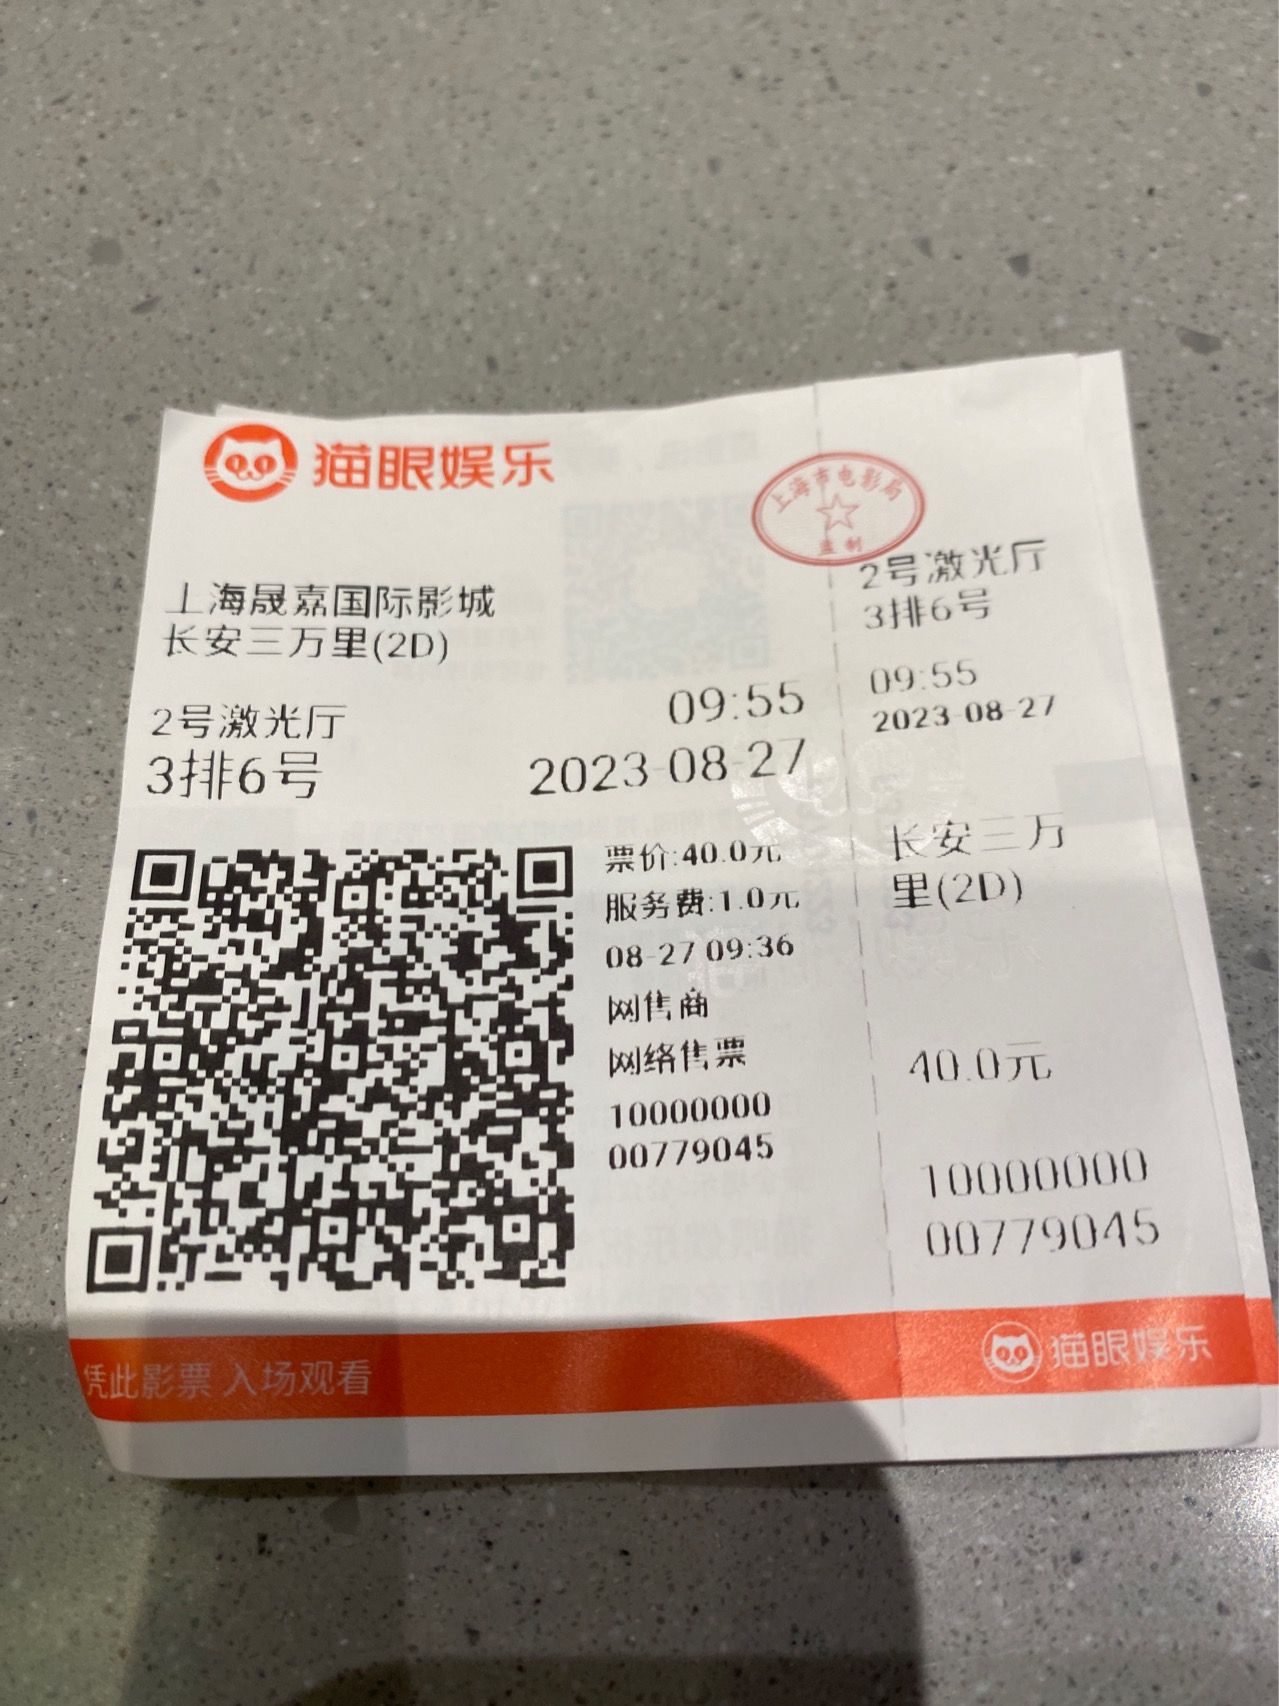 猫眼娱乐
上海市电影局
监制
上海晟嘉国际影城
长安三万里(2D)
2号激光厅
09:55
3排6号
2023-08-27
票价:40.0元
服务费:1.0元
08-27 09:36
网售商
网络售票
10000000
00779045
2号激光厅
3排6号
09:55
2023-08-27
长安三万
里(2D)
40.0元
10000000
00779045
凭此影票 入场观看
猫眼娱乐